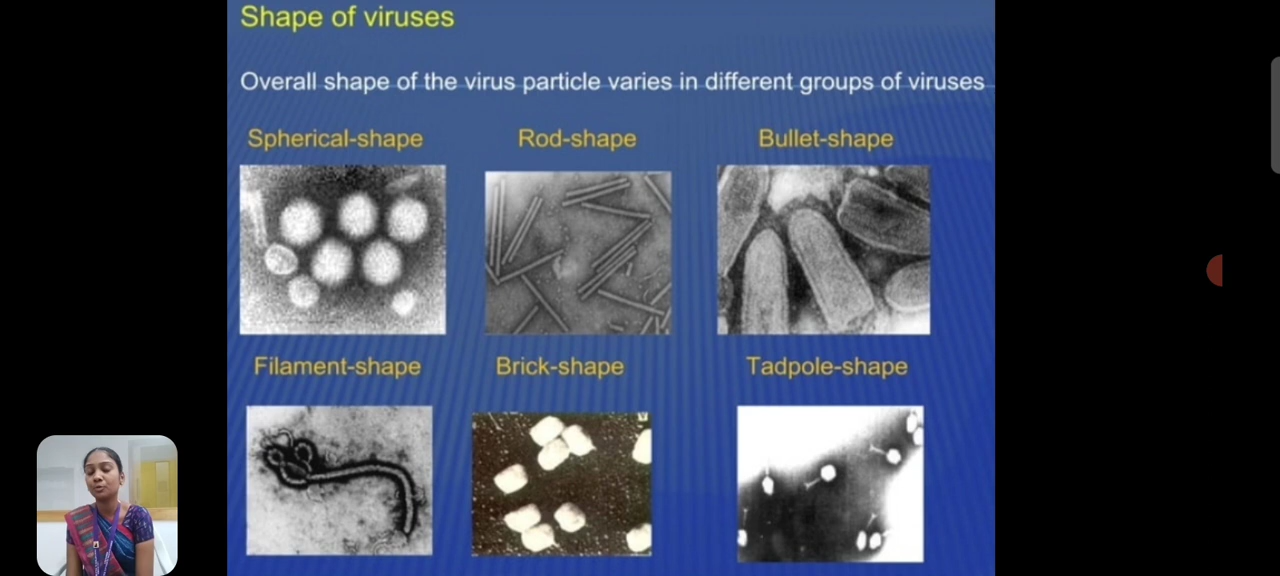 Shape of viruses
Overall shape of the virus particle varies in different groups of viruses
Spherical-shape
Rod-shape
Bullet-shape
Filament-shape
Brick-shape
Tadpole-shape